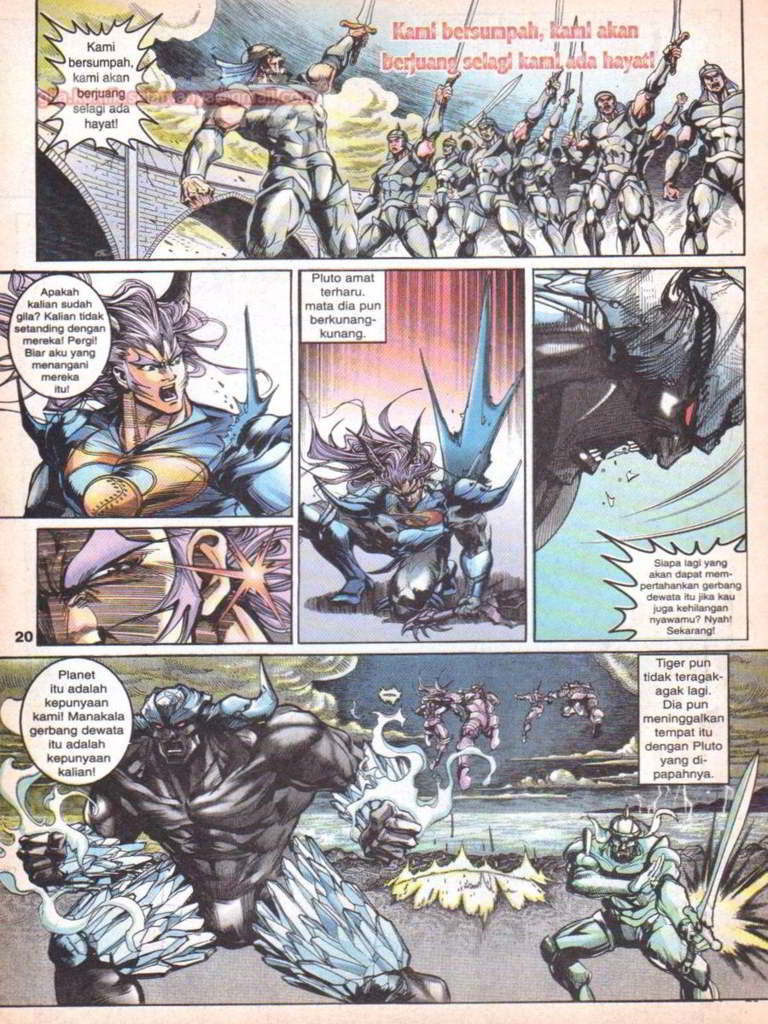 Kami
bersumpah,
kami akan
berjuang
selagi ada
hayat!
Kami bersumpah, kami akan
berjuang selagi kami ada hayat!
Apakah
kalian sudah
gila? Kalian tidak
setanding dengan
mereka! Pergi!
Biar aku yang
menangani
mereka
itu!
Pluto amat
terharu.
mata dia pun
berkunang-
kunang.
Siapa lagi yang
akan dapat mem-
pertahankan gerbang
dewata itu jika kau
juga kehilangan
nyawamu? Nyah!
Sekarang!
20
Planet
itu adalah
kepunyaan
kami! Manakala
gerbang dewata
itu adalah
kepunyaan
kalian!
Tiger pun
tidak teragak-
agak lagi.
Dia pun
meninggalkan
tempat itu
dengan Pluto
yang di-
papahnya.